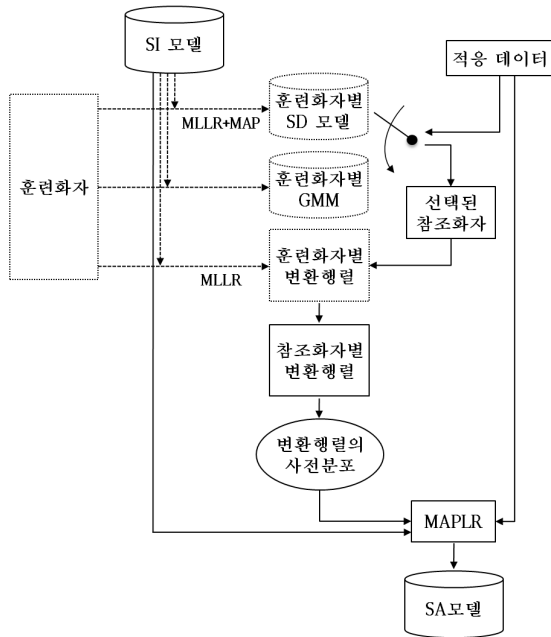 SI 모델
적응 데이터
훈련화자
MLLR+MAP
훈련화자별
SD 모델
훈련화자별
GMM
선택된
참조화자
MLLR
훈련화자별
변환행렬
참조화자별
변환행렬
변환행렬의
사전분포
MAPLR
SA모델